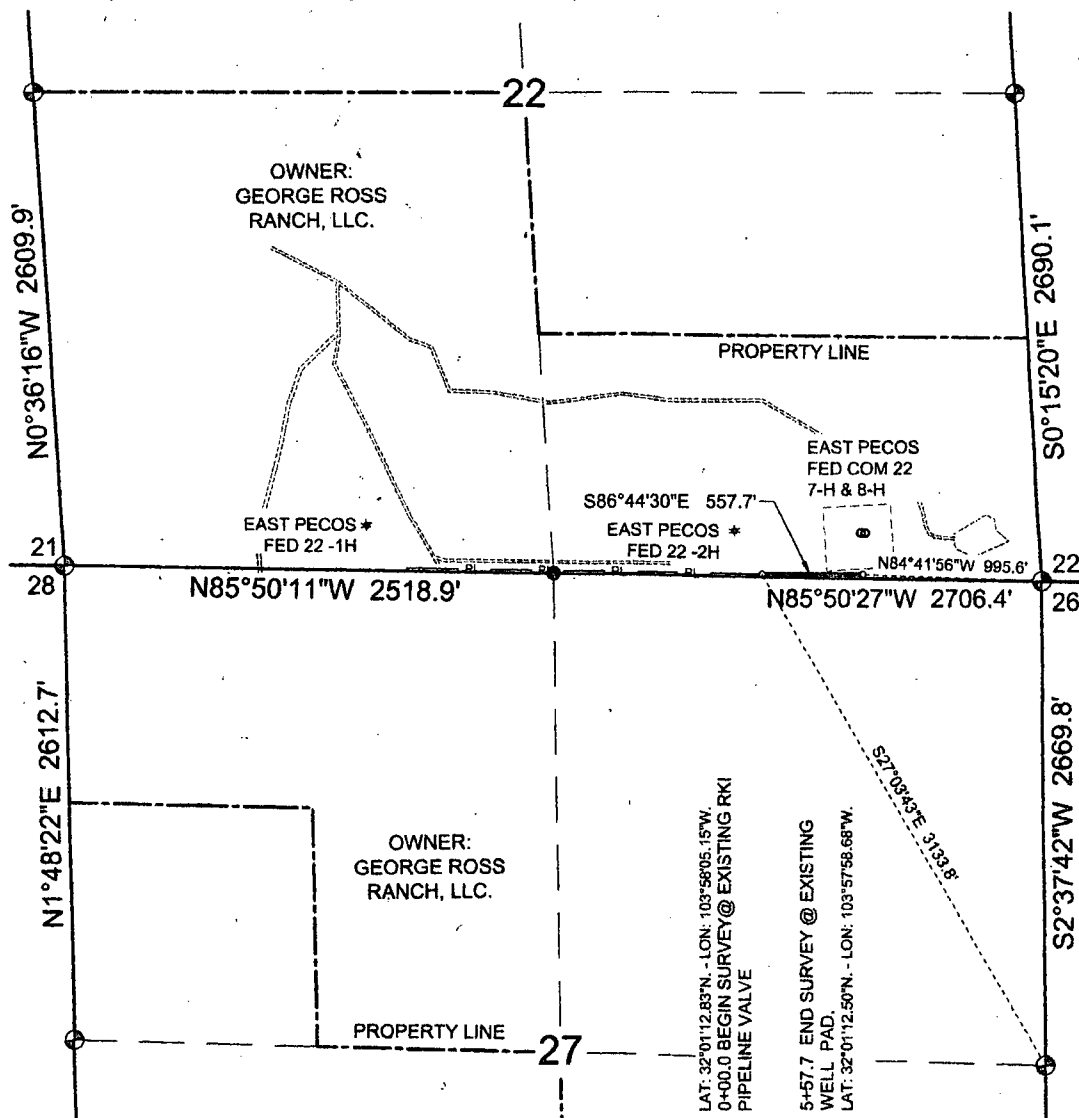 22
OWNER:
GEORGE ROSS
RANCH, LLC.
N0°36'16"W 2609.9'
S0°15'20"E 2690.1'
PROPERTY LINE
EAST PECOS
FED COM 22
7-H & 8-H
S86°44'30"E 557.7'
EAST PECOS *
FED 22 -1H
EAST PECOS *
FED 22 -2H
N84°41'56"W 995.6'
21
22
28
26
N85°50'11"W 2518.9'
N85°50'27"W 2706.4'
N1°48'22"E 2612.7'
S2°37'42"W 2669.8'
S27°03'43"E 3133.8'
OWNER:
GEORGE ROSS
RANCH, LLC.
LAT: 32°01'12.83"N. - LON: 103°58'05.15"W.
0+00.0 BEGIN SURVEY@ EXISTING RKI
PIPELINE VALVE
5+57.7 END SURVEY @ EXISTING
WELL PAD.
LAT: 32°01'12.50"N. - LON: 103°57'58.68"W.
PROPERTY LINE
27